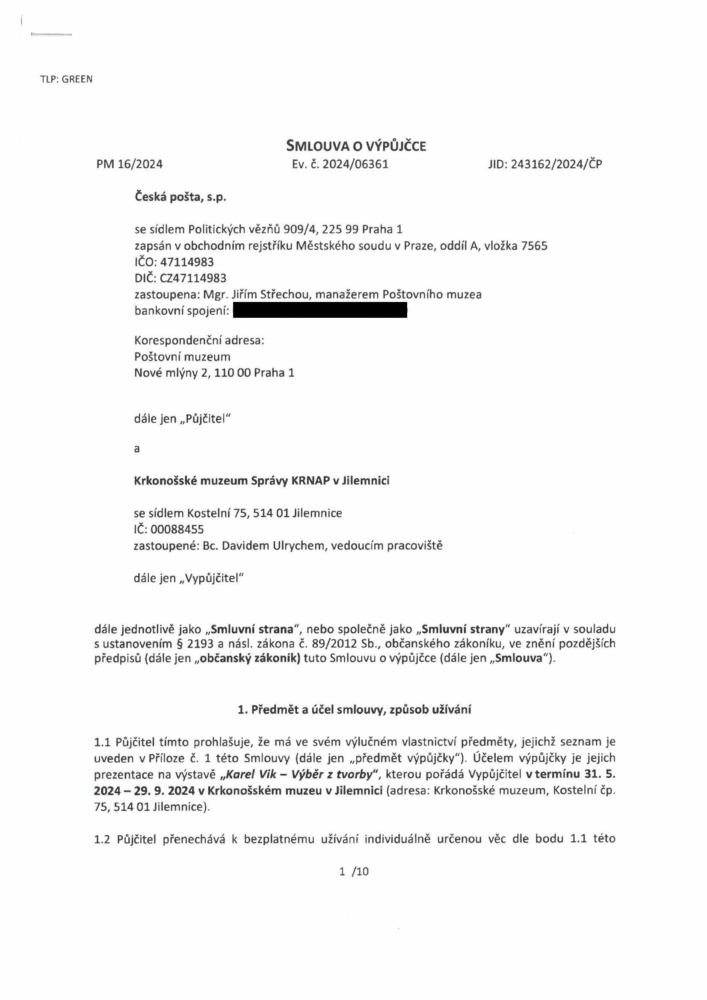 TLP: GREEN
SMLOUVA O VÝPŮJČCE
PM 16/2024 Ev. č. 2024/06361 JID: 243162/2024/ČP
Česká pošta, s.p.
se sídlem Politických vězňů 909/4, 225 99 Praha 1
zapsán v obchodním rejstříku Městského soudu v Praze, oddíl A, vložka 7565
IČO: 47114983
DIČ: CZ47114983
zastoupena: Mgr. Jiřím Střechou, manažerem Poštovního muzea
bankovní spojení:
Korespondenční adresa:
Poštovní muzeum
Nové mlýny 2, 110 00 Praha 1
dále jen „Půjčitel“
a
Krkonošské muzeum Správy KRNAP v Jilemnici
se sídlem Kostelní 75, 514 01 Jilemnice
IČ: 00088455
zastoupené: Bc. Davidem Ulrychem, vedoucím pracoviště
dále jen „Vypůjčitel“
dále jednotlivě jako „Smluvní strana“, nebo společně jako „Smluvní strany“ uzavírají v souladu
s ustanovením § 2193 a násl. zákona č. 89/2012 Sb., občanského zákoníku, ve znění pozdějších
předpisů (dále jen „občanský zákoník) tuto Smlouvu o výpůjčce (dále jen „Smlouva“).
1. Předmět a účel smlouvy, způsob užívání
1.1 Půjčitel tímto prohlašuje, že má ve svém výlučném vlastnictví předměty, jejichž seznam je
uveden v Příloze č. 1 této Smlouvy (dále jen „předmět výpůjčky“). Účelem výpůjčky je jejich
prezentace na výstavě „Karel Vik – Výběr z tvorby“, kterou pořádá Vypůjčitel v termínu 31. 5.
2024 – 29. 9. 2024 v Krkonošském muzeu v Jilemnici (adresa: Krkonošské muzeum, Kostelní čp.
75, 514 01 Jilemnice).
1.2 Půjčitel přenechává k bezplatnému užívání individuálně určenou věc dle bodu 1.1 této
1 /10